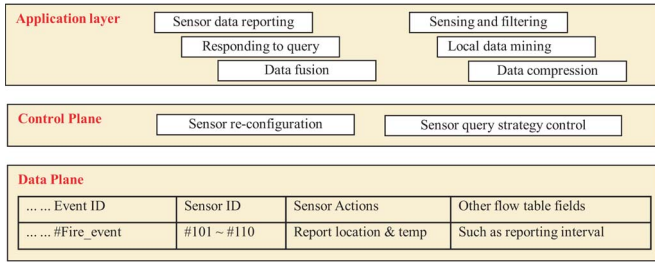 Application layer
Sensor data reporting
Sensing and filtering
Responding to query
Local data mining
Data fusion
Data compression
Control Plane
Sensor re-configuration
Sensor query strategy control
Data Plane
... ... Event ID Sensor ID Sensor Actions Other flow table fields
... ... #Fire_event #101 ~ #110 Report location & temp Such as reporting interval